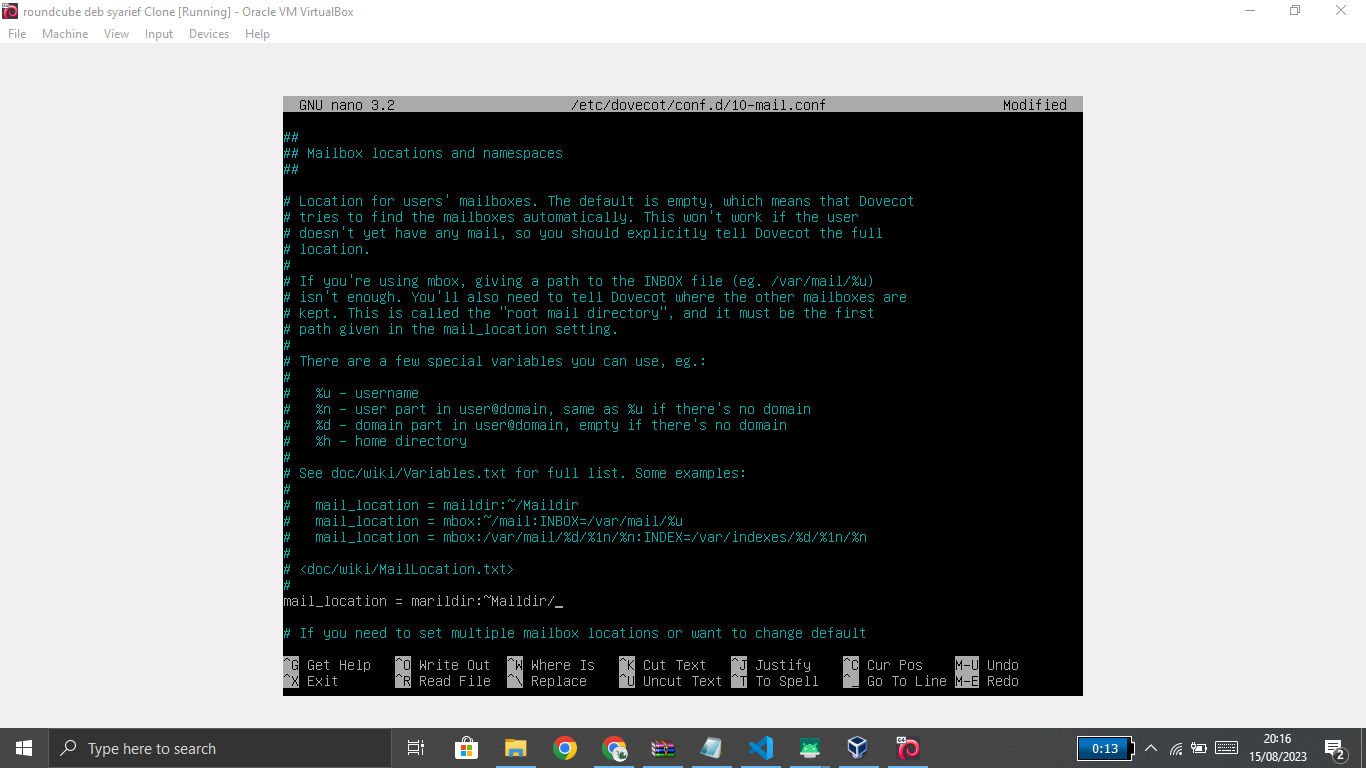 roundcube deb syarief Clone [Running] - Oracle VM VirtualBox
File Machine View Input Devices Help
GNU nano 3.2 /etc/dovecot/conf.d/10-mail.conf Modified
##
## Mailbox locations and namespaces
##
# Location for users' mailboxes. The default is empty, which means that Dovecot
# tries to find the mailboxes automatically. This won't work if the user
# doesn't yet have any mail, so you should explicitly tell Dovecot the full
# location.
#
# If you're using mbox, giving a path to the INBOX file (eg. /var/mail/%u)
# isn't enough. You'll also need to tell Dovecot where the other mailboxes are
# kept. This is called the "root mail directory", and it must be the first
# path given in the mail_location setting.
#
# There are a few special variables you can use, eg.:
#
#   %u - username
#   %n - user part in user@domain, same as %u if there's no domain
#   %d - domain part in user@domain, empty if there's no domain
#   %h - home directory
#
# See doc/wiki/Variables.txt for full list. Some examples:
#
#   mail_location = maildir:~/Maildir
#   mail_location = mbox:~/mail:INBOX=/var/mail/%u
#   mail_location = mbox:/var/mail/%d/%1n/%n:INDEX=/var/indexes/%d/%1n/%n
#
# <doc/wiki/MailLocation.txt>
#
mail_location = marildir:~Maildir/_
# If you need to set multiple mailbox locations or want to change default
^G Get Help ^O Write Out ^W Where Is ^K Cut Text ^J Justify ^C Cur Pos M-U Undo
^X Exit ^R Read File ^\ Replace ^U Uncut Text ^T To Spell ^_ Go To Line M-E Redo
Type here to search
0:13
20:16
15/08/2023
2